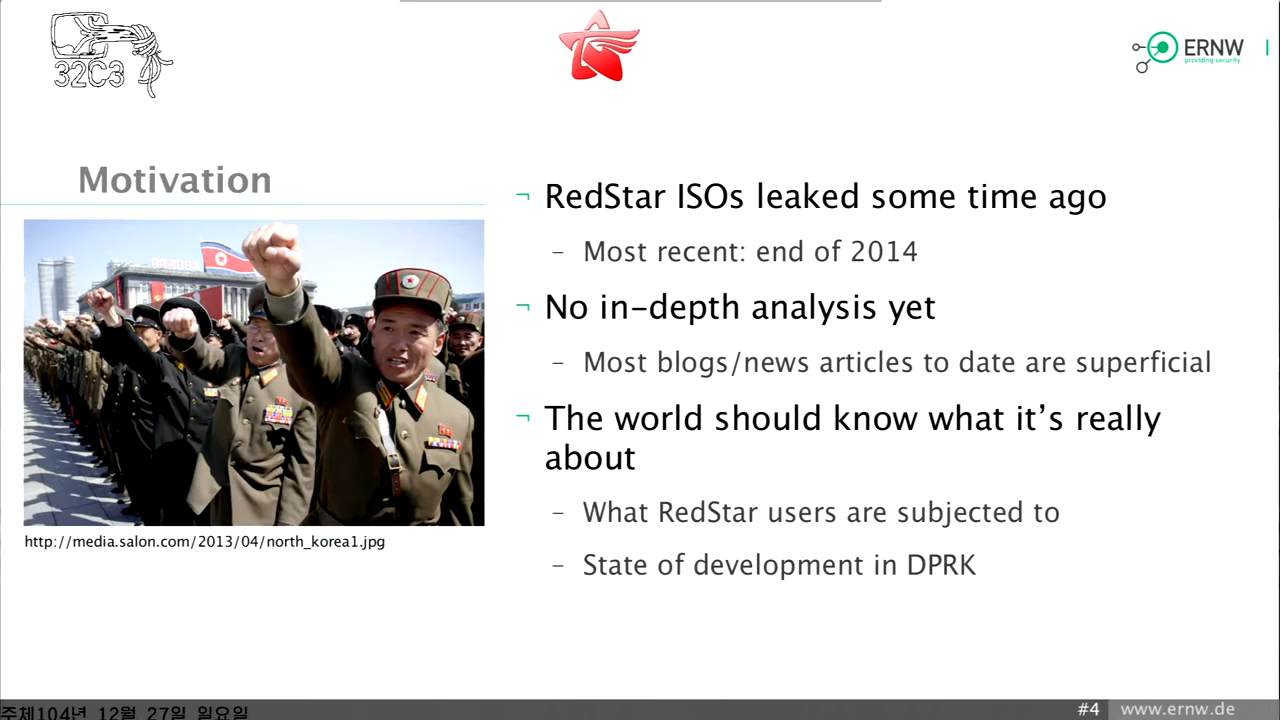 32C3
ERNW
providing security.
Motivation
¬ RedStar ISOs leaked some time ago
– Most recent: end of 2014
¬ No in-depth analysis yet
– Most blogs/news articles to date are superficial
¬ The world should know what it’s really
about
– What RedStar users are subjected to
– State of development in DPRK
http://media.salon.com/2013/04/north_korea1.jpg
주체104년 12월 27일 일요일
#4
www.ernw.de